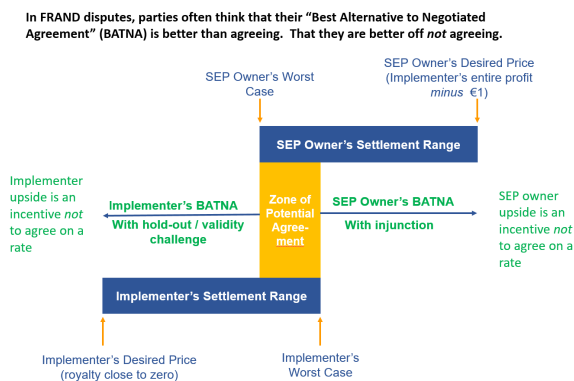 In FRAND disputes, parties often think that their “Best Alternative to Negotiated
Agreement” (BATNA) is better than agreeing.  That they are better off not agreeing.
SEP Owner’s Worst
Case
SEP Owner’s Desired Price
(Implementer’s entire profit
minus €1)
SEP Owner’s Settlement Range
Implementer
upside is an
incentive not
to agree on a
rate
Implementer’s BATNA
With hold-out / validity
challenge
Zone of
Potential
Agree-
ment
SEP Owner’s BATNA
With injunction
SEP owner
upside is an
incentive not
to agree on a
rate
Implementer’s Settlement Range
Implementer’s Desired Price
(royalty close to zero)
Implementer’s
Worst Case